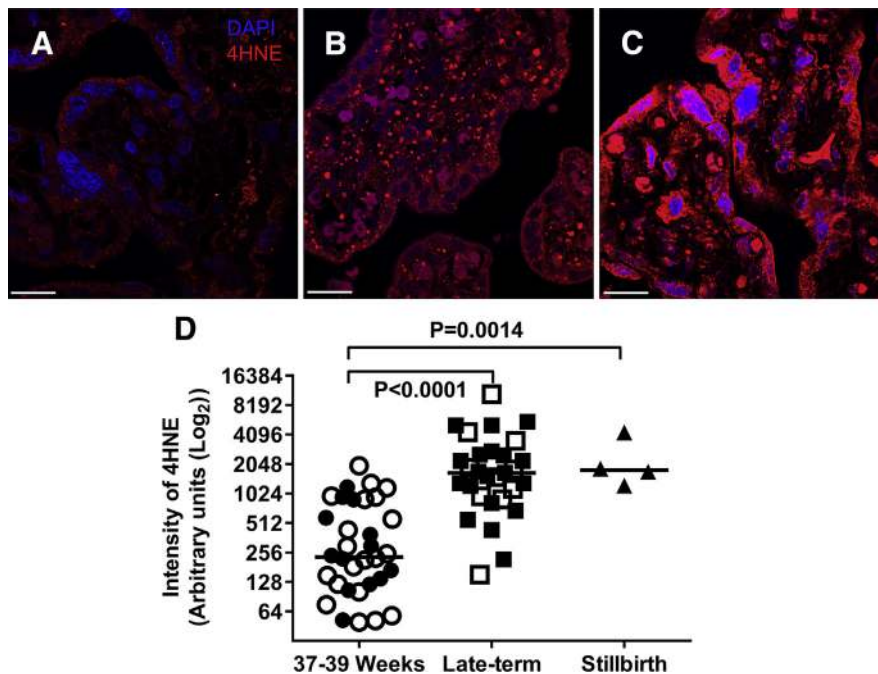 A
DAPI
4HNE
B
C
D
P=0.0014
P<0.0001
Intensity of 4HNE
(Arbitrary units (Log2))
16384
8192
4096
2048
1024
512
256
128
64
37-39 Weeks
Late-term
Stillbirth